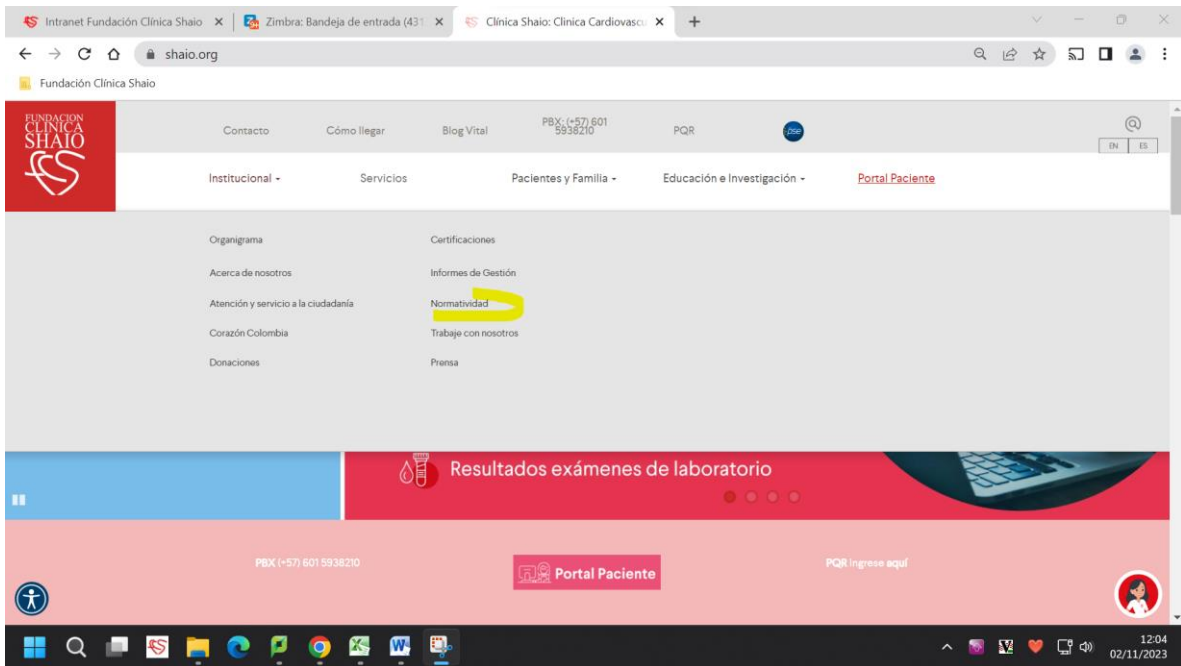 Intranet Fundación Clínica Shaio
Zimbra: Bandeja de entrada (431
Clínica Shaio: Clinica Cardiovascu
shaio.org
Fundación Clínica Shaio
FUNDACION
CLÍNICA
SHAIO
Contacto
Cómo llegar
Blog Vital
PBX: (+57) 601
5938210
PQR
pse
EN ES
Institucional
Servicios
Pacientes y Familia
Educación e Investigación
Portal Paciente
Organigrama
Certificaciones
Acerca de nosotros
Informes de Gestión
Atención y servicio a la ciudadanía
Normatividad
Corazón Colombia
Trabaje con nosotros
Donaciones
Prensa
Resultados exámenes de laboratorio
PBX (+57) 601 5938210
Portal Paciente
PQR ingrese aquí
12:04
02/11/2023